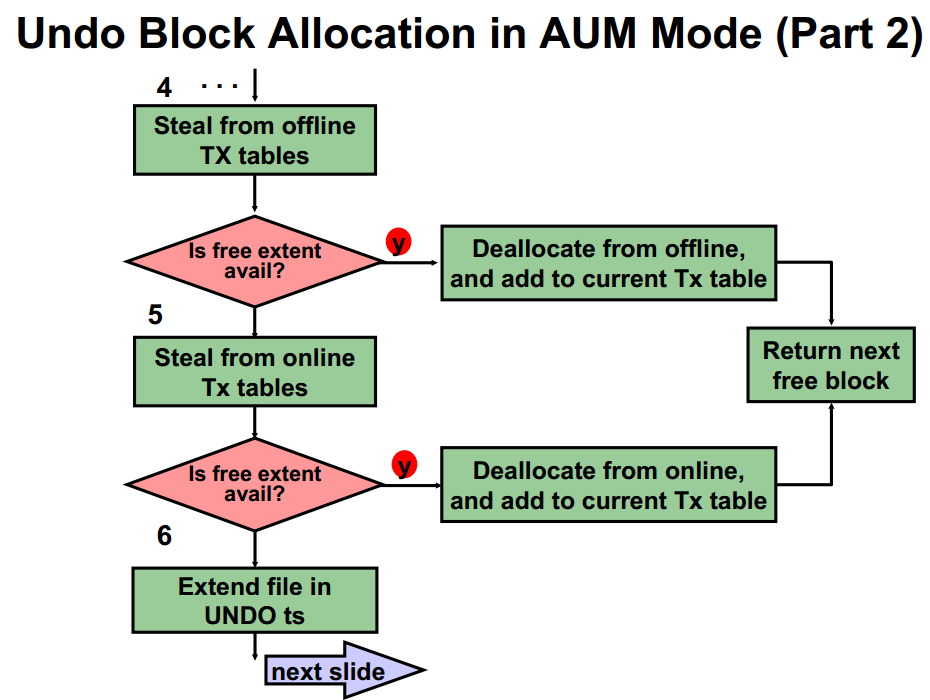 Undo Block Allocation in AUM Mode (Part 2)
4 . . .
Steal from offline
TX tables
Is free extent
avail?
y
Deallocate from offline,
and add to current Tx table
5
Steal from online
Tx tables
Return next
free block
Is free extent
avail?
y
Deallocate from online,
and add to current Tx table
6
Extend file in
UNDO ts
next slide